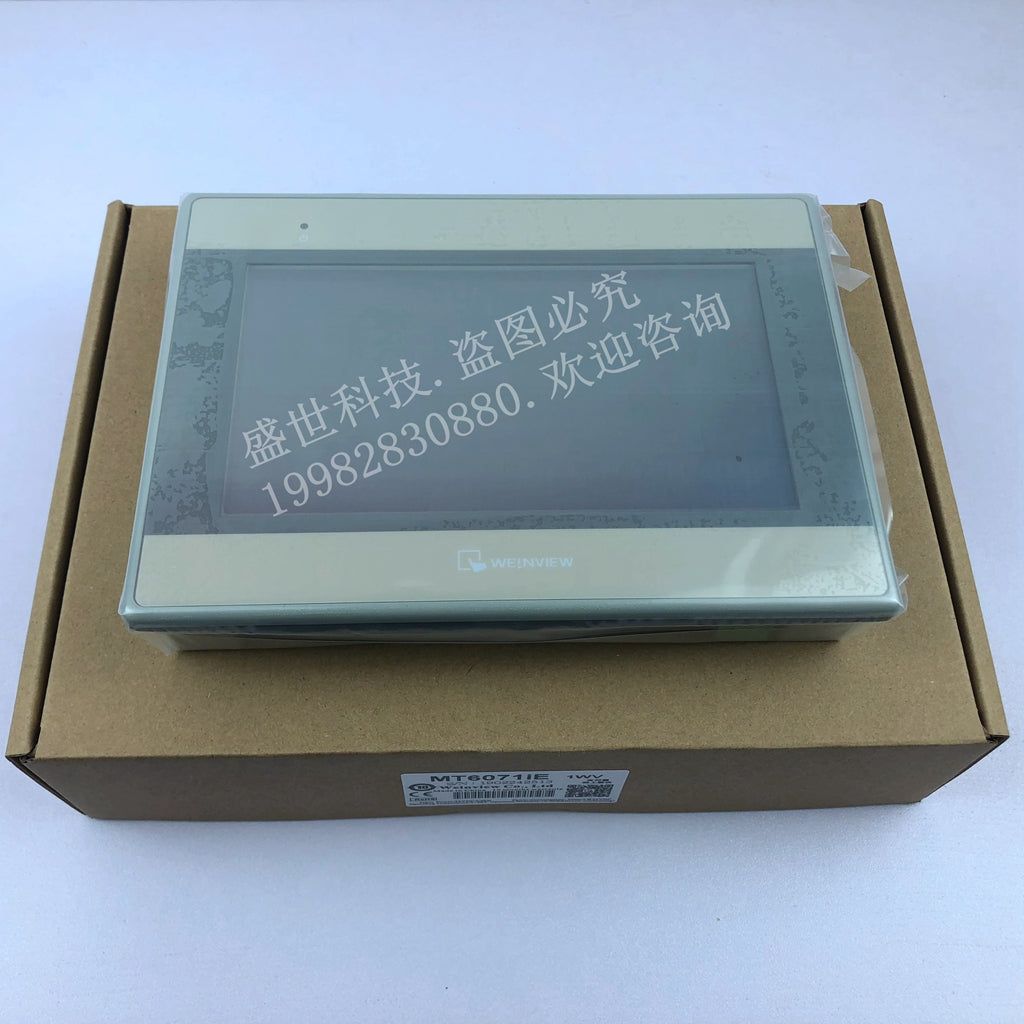 盛世科技.盗图必究
19982830880.欢迎咨询
WEINVIEW
MT6071iE 1WV
S/N : 1902242513
Weinview Co., Ltd